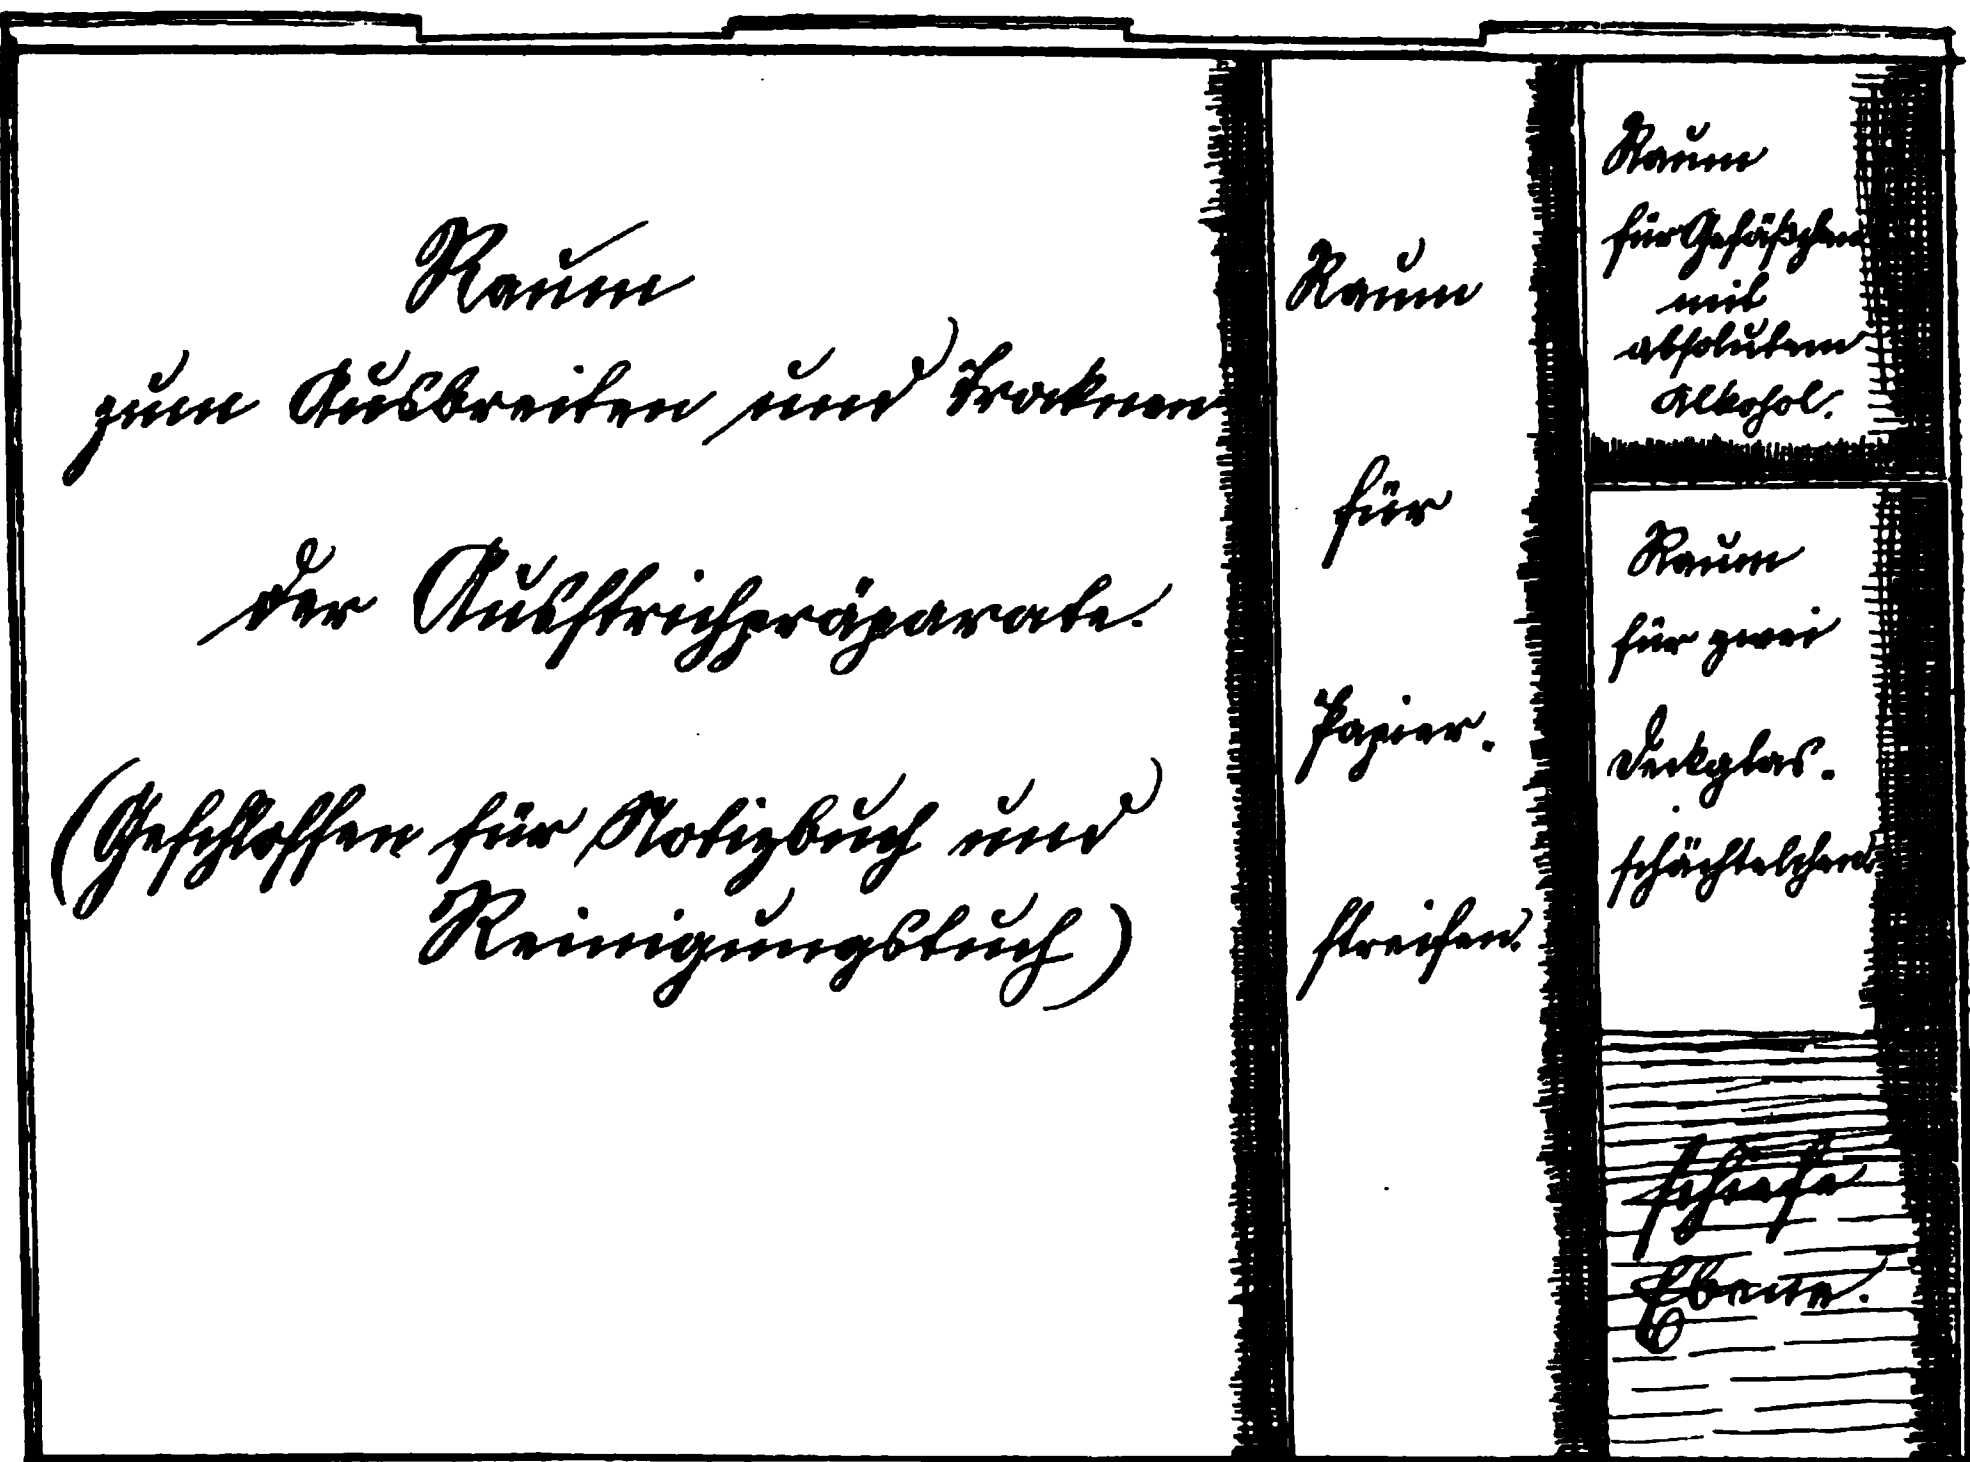 Raum
zum Ausbreiten und Trocknen
der Ausstrichpräparate.
(Geschlossen für Notizbuch und
Reinigungstuch)
Raum
für
Papier-
streifen.
Raum
für Gefäßchen
mit
absolutem
Alkohol.
Raum
für zwei
Deckglas-
schächtelchen
schiefe
Ebene.